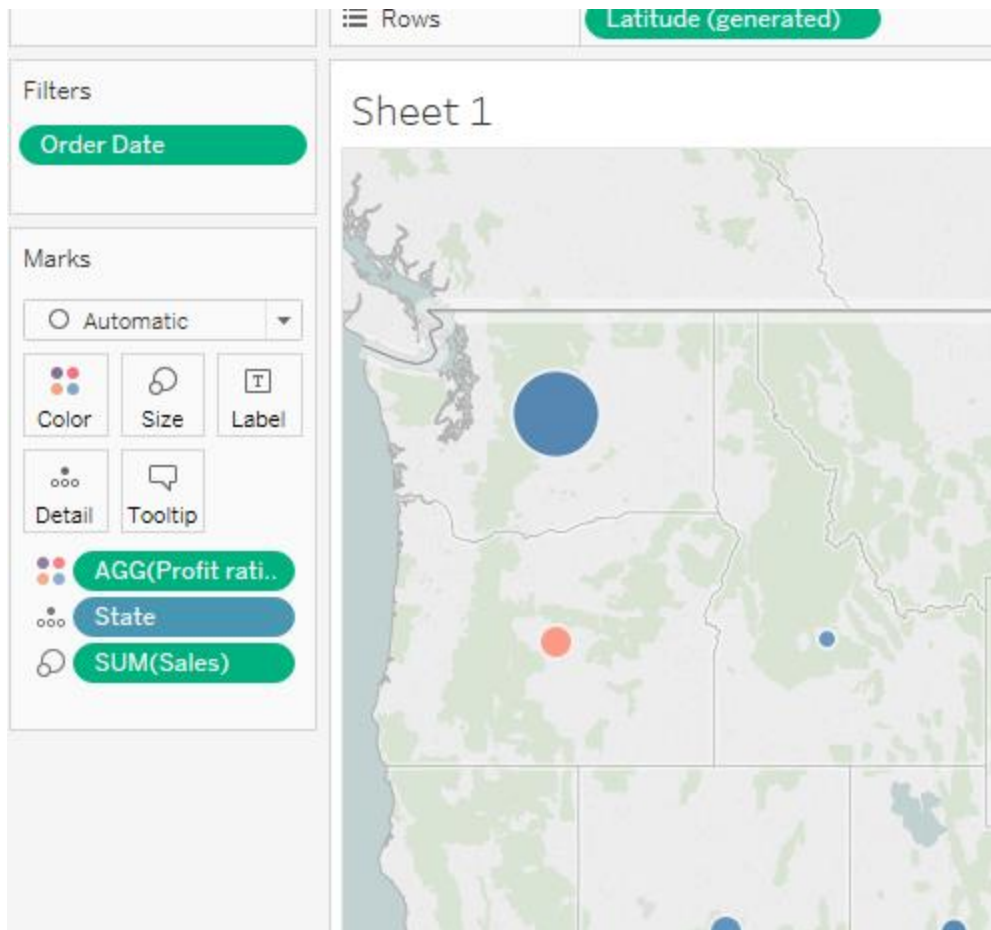 Rows
Latitude (generated)
Filters
Order Date
Sheet 1
Marks
Automatic
Color
Size
T
Label
Detail
Tooltip
AGG(Profit rati..
State
SUM(Sales)